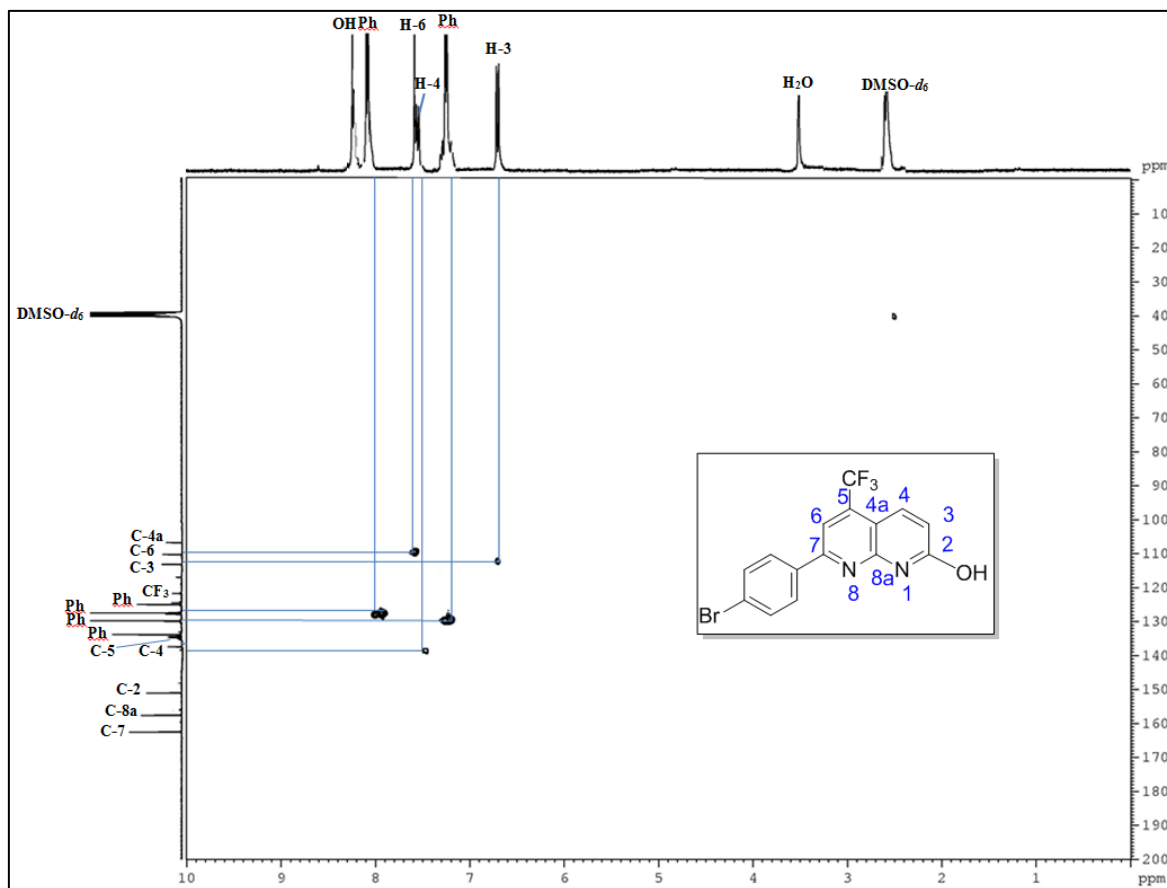 OH Ph H-6 Ph
H-4
H-3
H₂O
DMSO-d₆
ppm
10
20
30
DMSO-d₆
40
50
60
70
80
90
100
C-4a
C-6
C-3
CF₃
Ph Ph
Ph
Ph
C-5 C-4
C-2
C-8a
C-7
110
120
130
140
150
160
170
180
190
200
CF₃
5 4
4a
6 3
7 2
N 8a N OH
8 1
Br
10 9 8 7 6 5 4 3 2 1 ppm